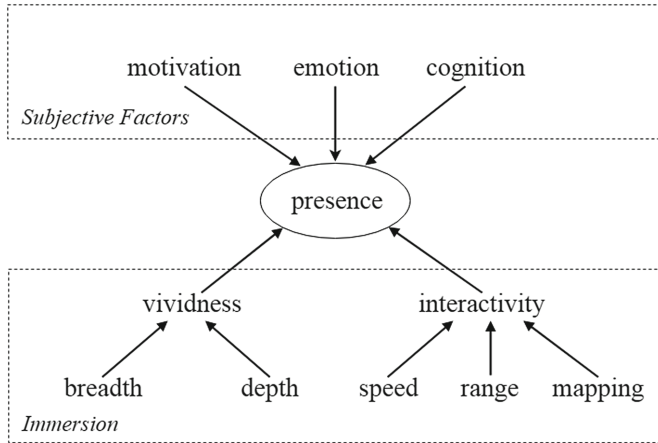 motivation emotion cognition
Subjective Factors
presence
vividness interactivity
breadth depth speed range mapping
Immersion